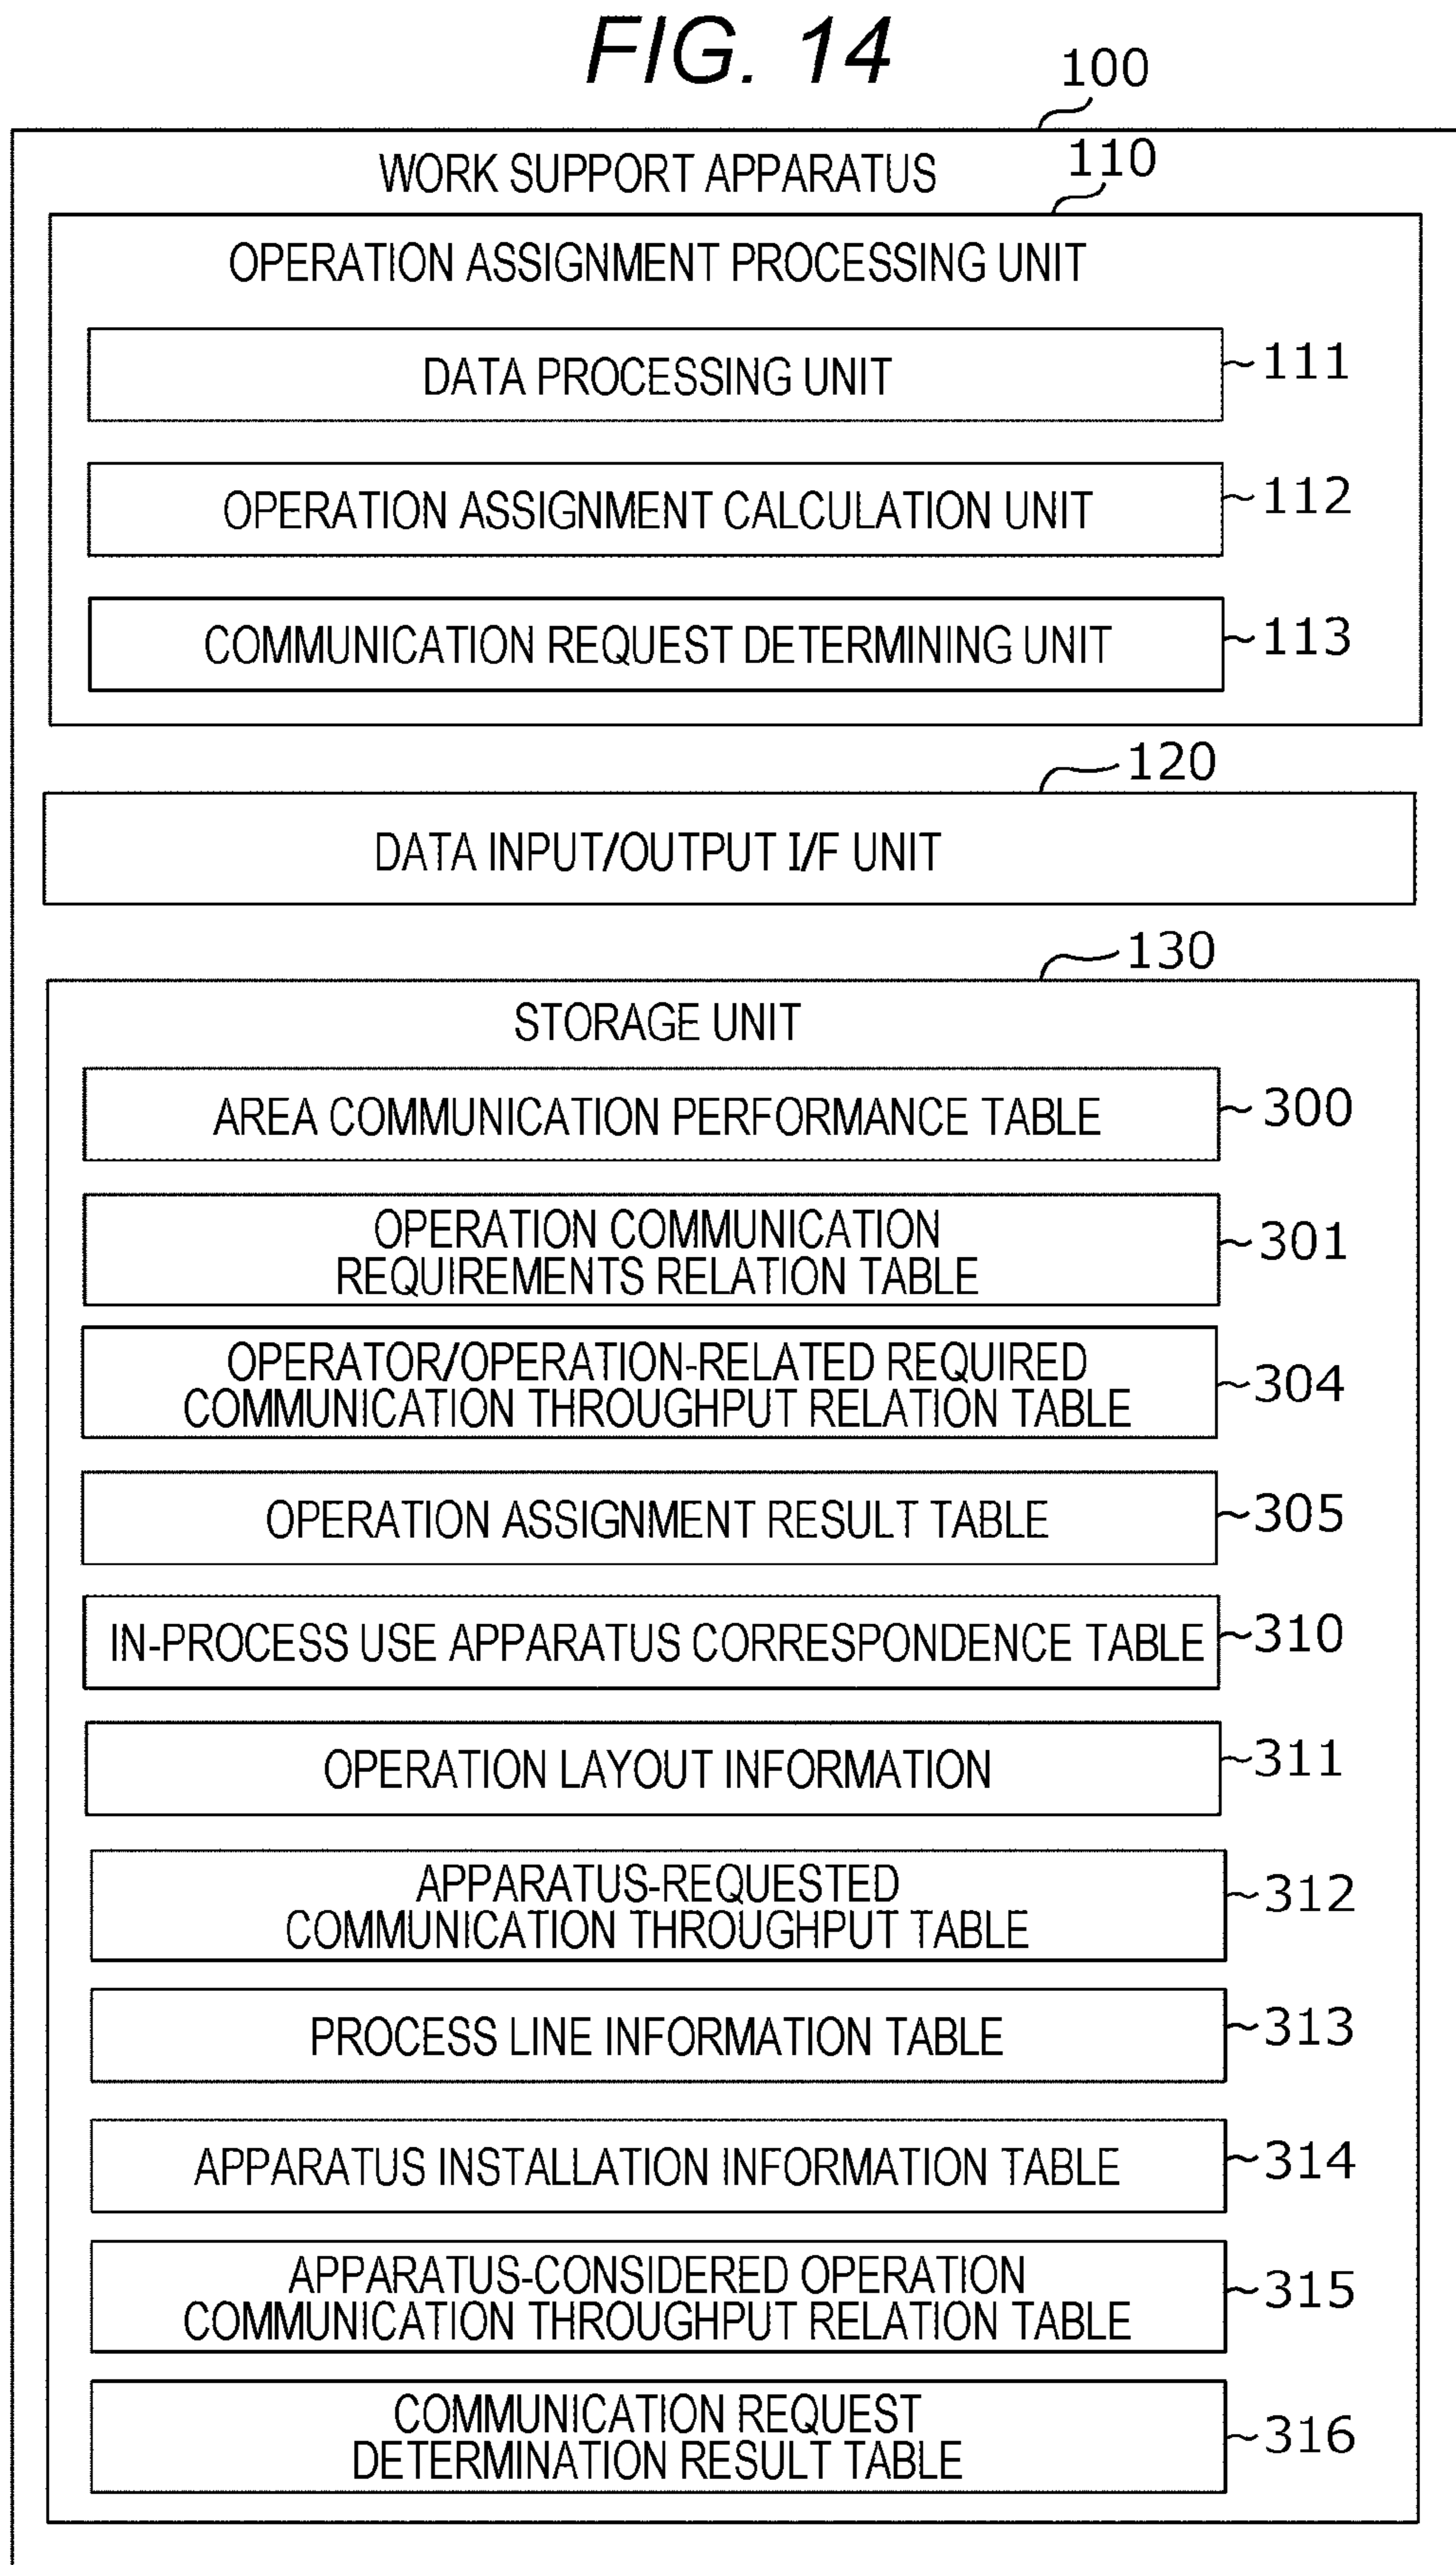 FIG. 14
100
WORK SUPPORT APPARATUS
110
OPERATION ASSIGNMENT PROCESSING UNIT
DATA PROCESSING UNIT
111
OPERATION ASSIGNMENT CALCULATION UNIT
112
COMMUNICATION REQUEST DETERMINING UNIT
113
120
DATA INPUT/OUTPUT I/F UNIT
130
STORAGE UNIT
AREA COMMUNICATION PERFORMANCE TABLE
300
OPERATION COMMUNICATION
REQUIREMENTS RELATION TABLE
301
OPERATOR/OPERATION-RELATED REQUIRED
COMMUNICATION THROUGHPUT RELATION TABLE
304
OPERATION ASSIGNMENT RESULT TABLE
305
IN-PROCESS USE APPARATUS CORRESPONDENCE TABLE
310
OPERATION LAYOUT INFORMATION
311
APPARATUS-REQUESTED
COMMUNICATION THROUGHPUT TABLE
312
PROCESS LINE INFORMATION TABLE
313
APPARATUS INSTALLATION INFORMATION TABLE
314
APPARATUS-CONSIDERED OPERATION
COMMUNICATION THROUGHPUT RELATION TABLE
315
COMMUNICATION REQUEST
DETERMINATION RESULT TABLE
316